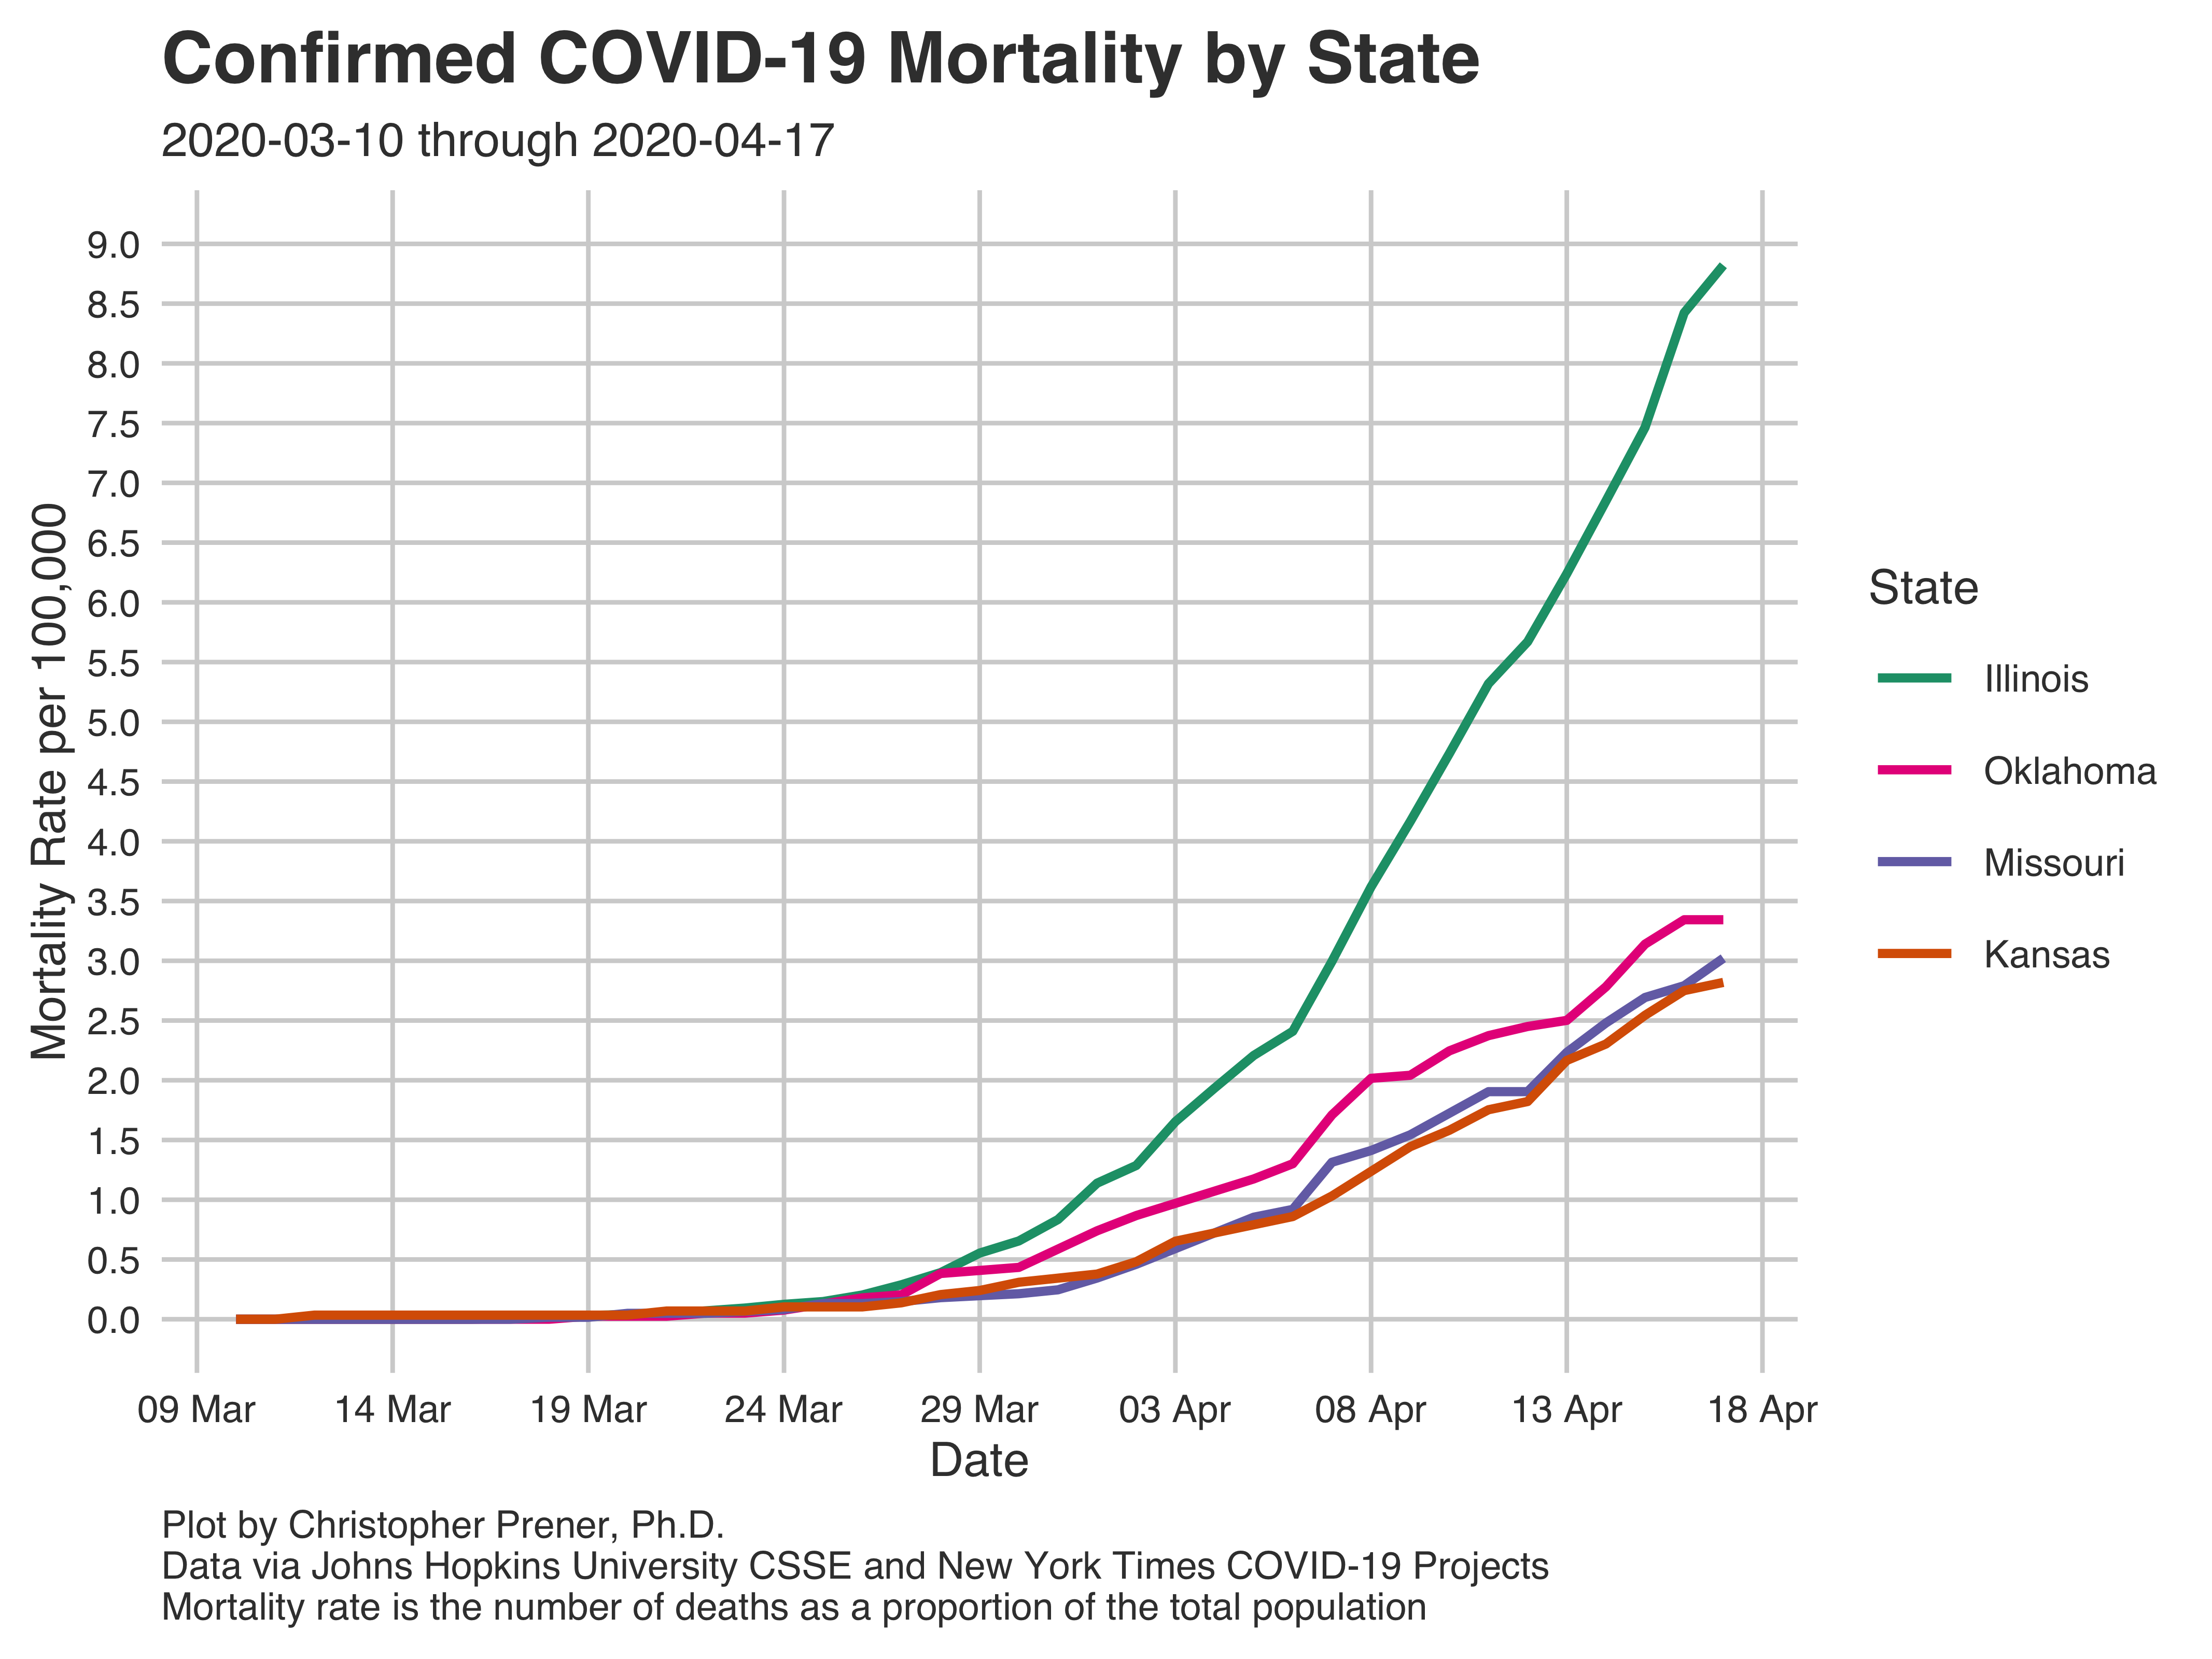 Confirmed COVID-19 Mortality by State
2020-03-10 through 2020-04-17
Mortality Rate per 100,000
9.0
8.5
8.0
7.5
7.0
6.5
6.0
5.5
5.0
4.5
4.0
3.5
3.0
2.5
2.0
1.5
1.0
0.5
0.0
09 Mar
14 Mar
19 Mar
24 Mar
29 Mar
03 Apr
08 Apr
13 Apr
18 Apr
Date
State
Illinois
Oklahoma
Missouri
Kansas
Plot by Christopher Prener, Ph.D.
Data via Johns Hopkins University CSSE and New York Times COVID-19 Projects
Mortality rate is the number of deaths as a proportion of the total population